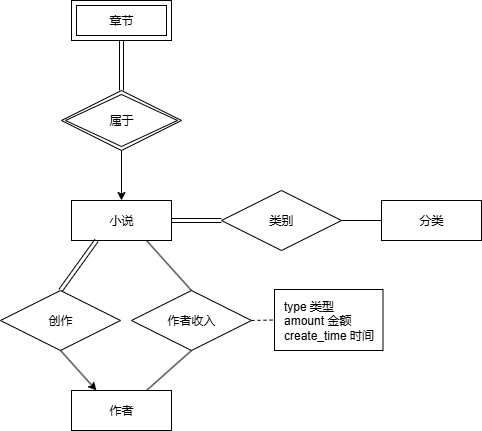 章节
属于
小说
类别
分类
创作
作者收入
type 类型
amount 金额
create_time 时间
作者